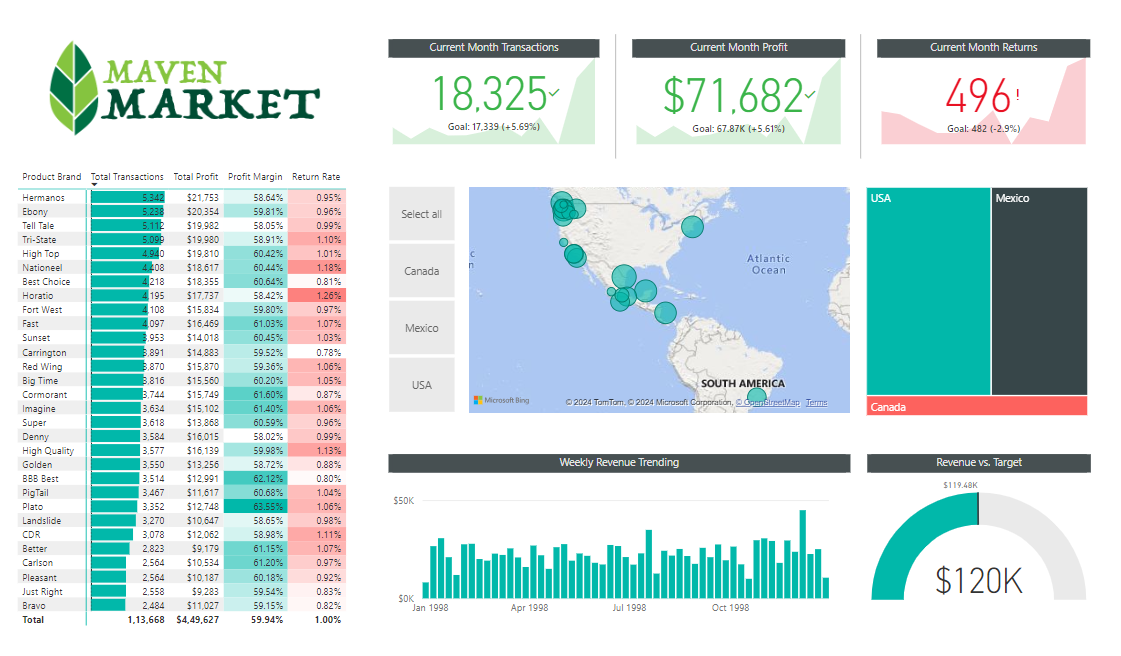 MAVEN
MARKET
Current Month Transactions
18,325✓
Goal: 17,339 (+5.69%)
Current Month Profit
$71,682✓
Goal: 67.87K (+5.61%)
Current Month Returns
496!
Goal: 482 (-2.9%)
Product Brand Total Transactions Total Profit Profit Margin Return Rate
Hermanos 5,342 $21,753 58.64% 0.95%
Ebony 5,238 $20,354 59.81% 0.96%
Tell Tale 5,112 $19,982 58.05% 0.99%
Tri-State 5,099 $19,980 58.91% 1.10%
High Top 4,940 $19,810 60.42% 1.01%
Nationeel 4,408 $18,617 60.44% 1.18%
Best Choice 4,218 $18,355 60.64% 0.81%
Horatio 4,195 $17,737 58.42% 1.26%
Fort West 4,108 $15,834 59.80% 0.97%
Fast 4,097 $16,469 61.03% 1.07%
Sunset 3,953 $14,018 60.45% 1.03%
Carrington 3,891 $14,883 59.52% 0.78%
Red Wing 3,870 $15,870 59.36% 1.06%
Big Time 3,816 $15,560 60.20% 1.05%
Cormorant 3,744 $15,749 61.60% 0.87%
Imagine 3,634 $15,102 61.40% 1.06%
Super 3,618 $13,868 60.59% 0.96%
Denny 3,584 $16,015 58.02% 0.99%
High Quality 3,577 $16,139 59.98% 1.13%
Golden 3,550 $13,256 58.72% 0.88%
BBB Best 3,514 $12,991 62.12% 0.80%
PigTail 3,467 $11,617 60.68% 1.04%
Plato 3,352 $12,748 63.55% 1.06%
Landslide 3,270 $10,647 58.65% 0.98%
CDR 3,078 $12,062 58.98% 1.11%
Better 2,823 $9,179 61.15% 1.07%
Carlson 2,564 $10,534 61.20% 0.97%
Pleasant 2,564 $10,187 60.18% 0.92%
Just Right 2,558 $9,283 59.54% 0.83%
Bravo 2,484 $11,027 59.15% 0.82%
Total 1,13,668 $4,49,627 59.94% 1.00%
Select all
Canada
Mexico
USA
Atlantic
Ocean
SOUTH AMERICA
Microsoft Bing
© 2024 TomTom, © 2024 Microsoft Corporation, © OpenStreetMap Terms
USA
Mexico
Canada
Weekly Revenue Trending
$50K
$0K
Jan 1998 Apr 1998 Jul 1998 Oct 1998
Revenue vs. Target
$119.48K
$120K